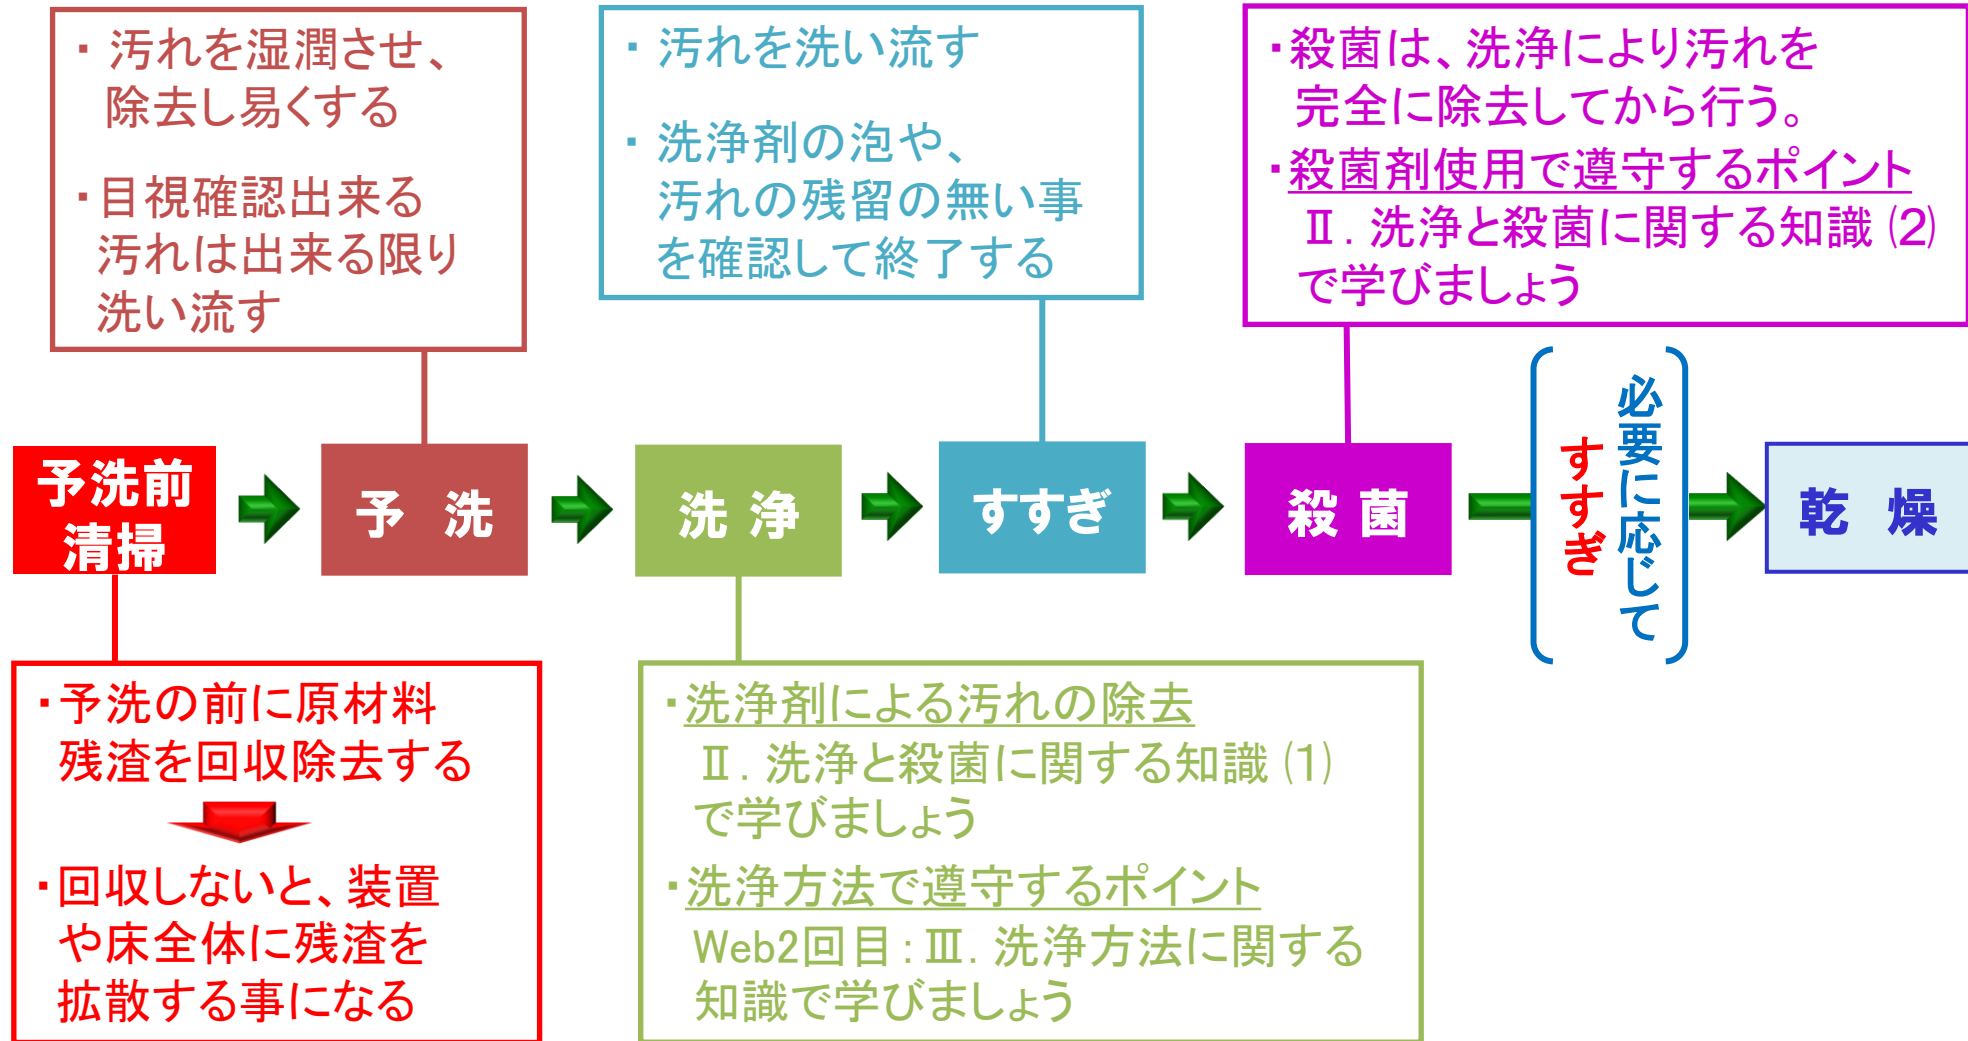 ・ 汚れを湿潤させ、
除去し易くする
・目視確認出来る
汚れは出来る限り
洗い流す
・ 汚れを洗い流す
・ 洗浄剤の泡や、
汚れの残留の無い事
を確認して終了する
・殺菌は、洗浄により汚れを
完全に除去してから行う。
・殺菌剤使用で遵守するポイント
Ⅱ. 洗浄と殺菌に関する知識 (2)
で学びましょう
予洗前
清掃
予 洗
洗 浄
すすぎ
殺 菌
必要に応じて
すすぎ
乾 燥
・予洗の前に原材料
残渣を回収除去する
・回収しないと、装置
や床全体に残渣を
拡散する事になる
・洗浄剤による汚れの除去
Ⅱ. 洗浄と殺菌に関する知識 (1)
で学びましょう
・洗浄方法で遵守するポイント
Web2回目:Ⅲ. 洗浄方法に関する
知識で学びましょう